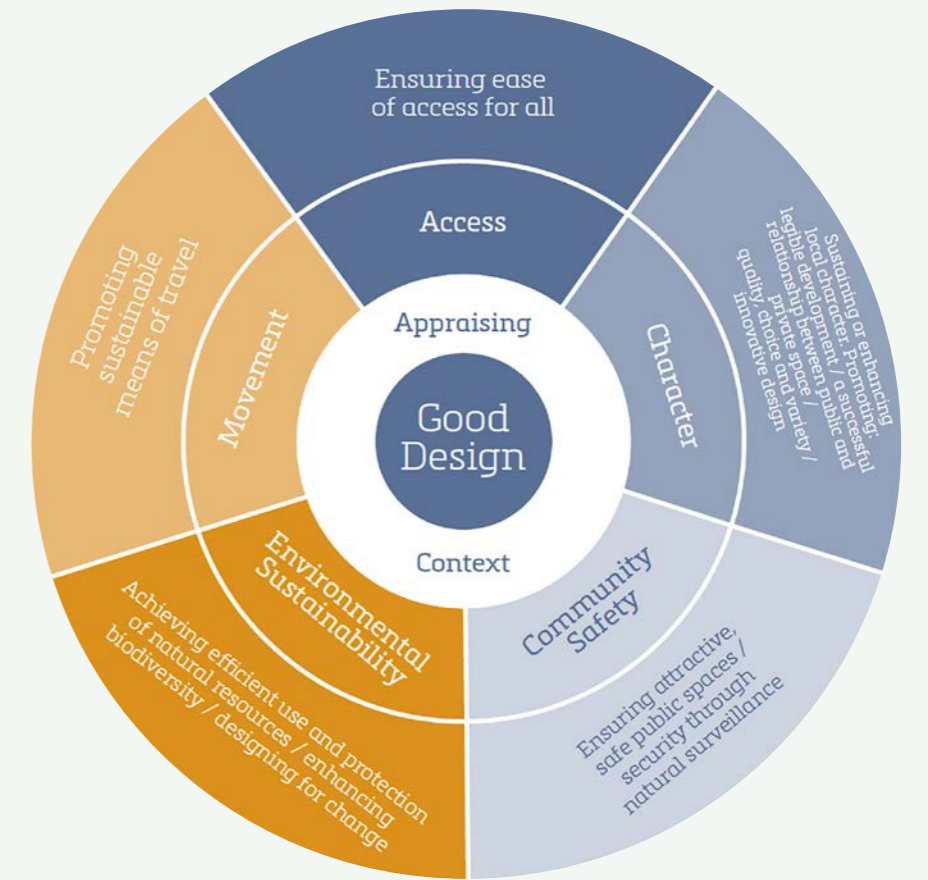 Ensuring ease
of access for all
Access
Appraising
Good
Design
Context
Sustaining or enhancing
local character. Promoting:
legible development / a successful
relationship between public and
private space /
quality, choice and variety /
innovative design
Character
Ensuring attractive,
safe public spaces /
security through
natural surveillance
Community
Safety
Environmental
Sustainability
Achieving efficient use and protection
of natural resources / enhancing
biodiversity / designing for change
Movement
Promoting
sustainable
means of travel